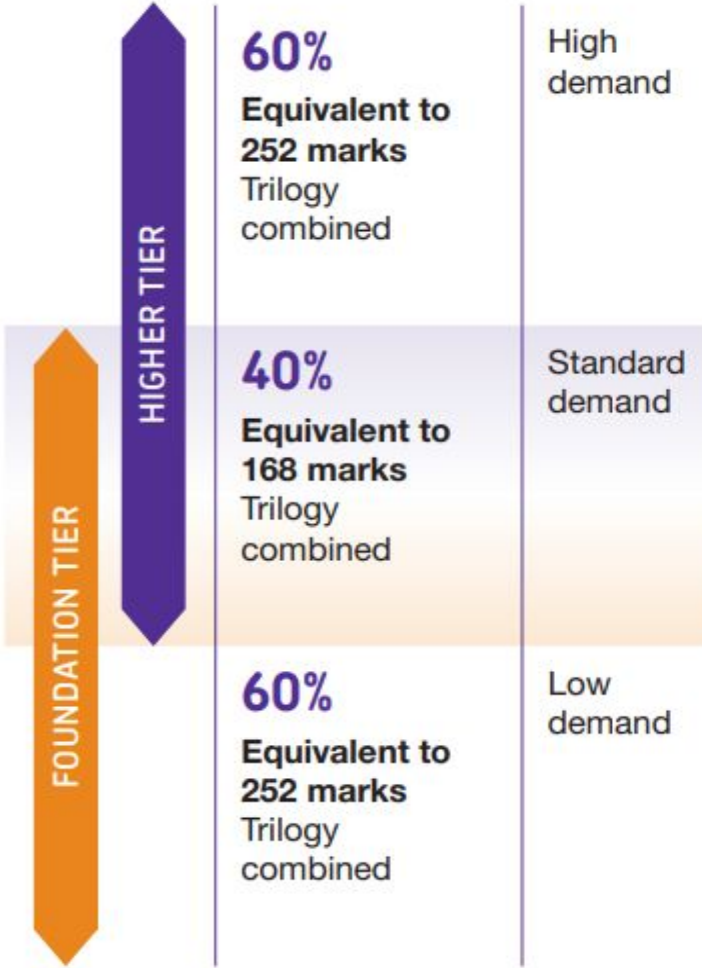 60%
Equivalent to
252 marks
Trilogy
combined
High
demand
HIGHER TIER
40%
Equivalent to
168 marks
Trilogy
combined
Standard
demand
FOUNDATION TIER
60%
Equivalent to
252 marks
Trilogy
combined
Low
demand